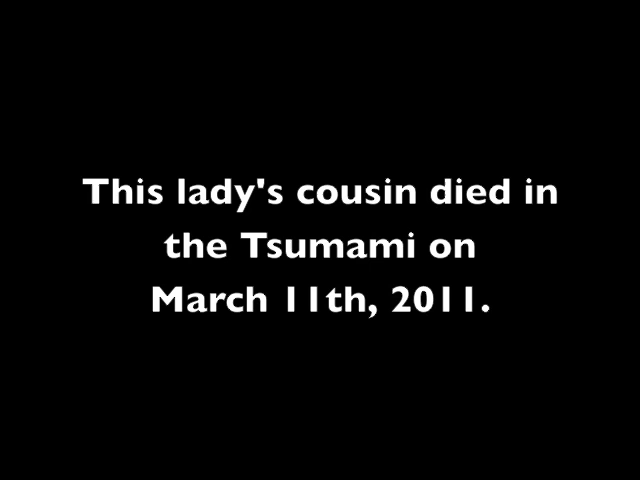 This lady's cousin died in
the Tsumami on
March 11th, 2011.